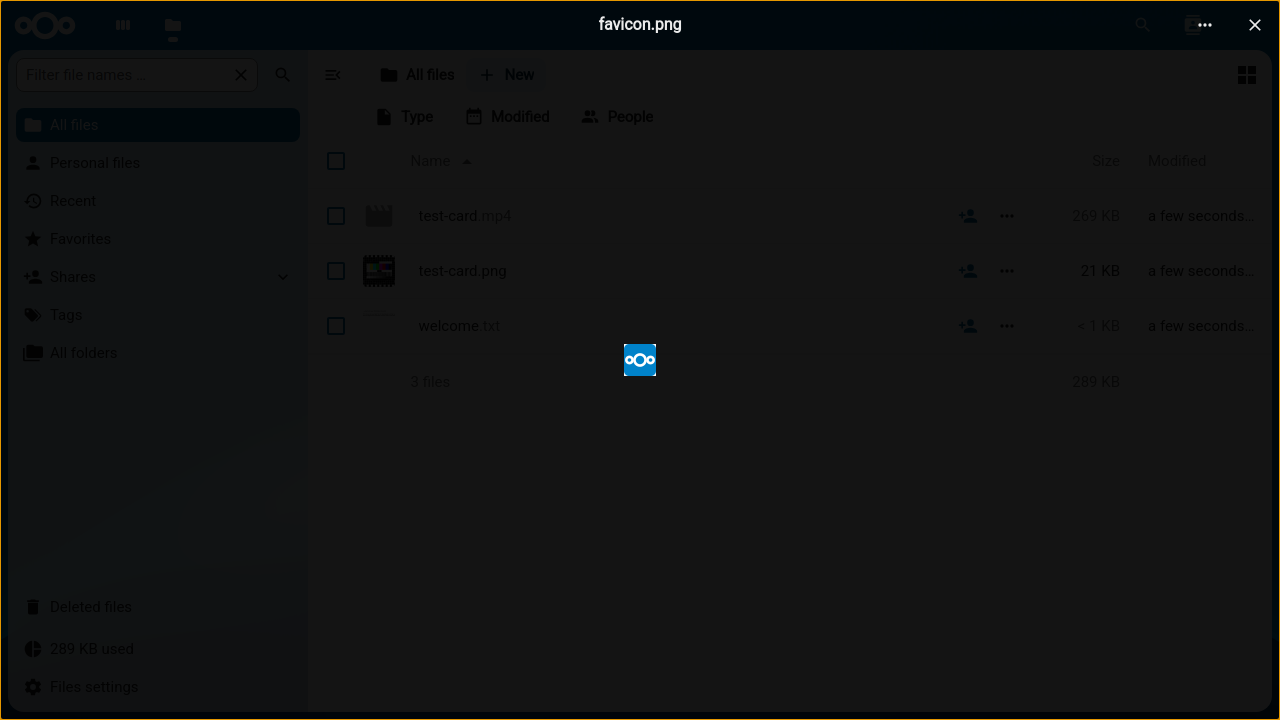 favicon.png
Filter file names ...
All files
New
Type
Modified
People
All files
Personal files
Recent
Favorites
Shares
Tags
All folders
Name
Size
Modified
test-card.mp4
269 KB
a few seconds...
test-card.png
21 KB
a few seconds...
welcome.txt
< 1 KB
a few seconds...
3 files
289 KB
Deleted files
289 KB used
Files settings